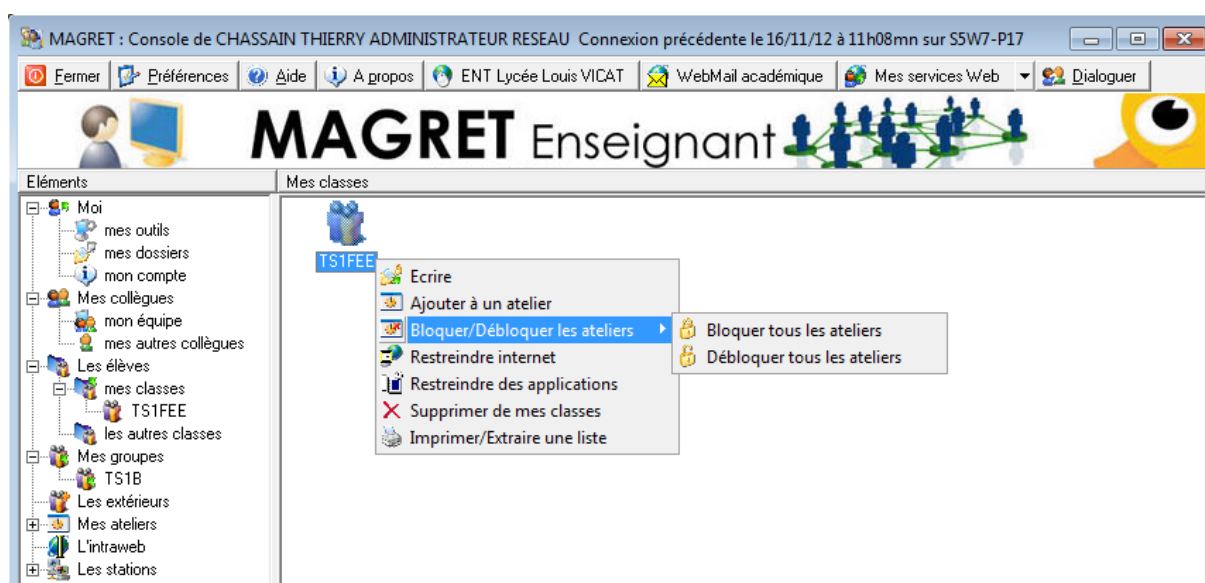 MAGRET : Console de CHASSAIN THIERRY ADMINISTRATEUR RESEAU Connexion précédente le 16/11/12 à 11h08mn sur S5W7-P17
Fermer Préférences Aide A propos ENT Lycée Louis VICAT WebMail académique Mes services Web Dialoguer
MAGRET Enseignant
Eléments Mes classes
Moi
mes outils
mes dossiers
mon compte
Mes collègues
mon équipe
mes autres collègues
Les élèves
mes classes
TS1FEE
les autres classes
Mes groupes
TS1B
Les extérieurs
Mes ateliers
L'intraweb
Les stations
TS1FEE
Ecrire
Ajouter à un atelier
Bloquer/Débloquer les ateliers
Restreindre internet
Restreindre des applications
Supprimer de mes classes
Imprimer/Extraire une liste
Bloquer tous les ateliers
Débloquer tous les ateliers